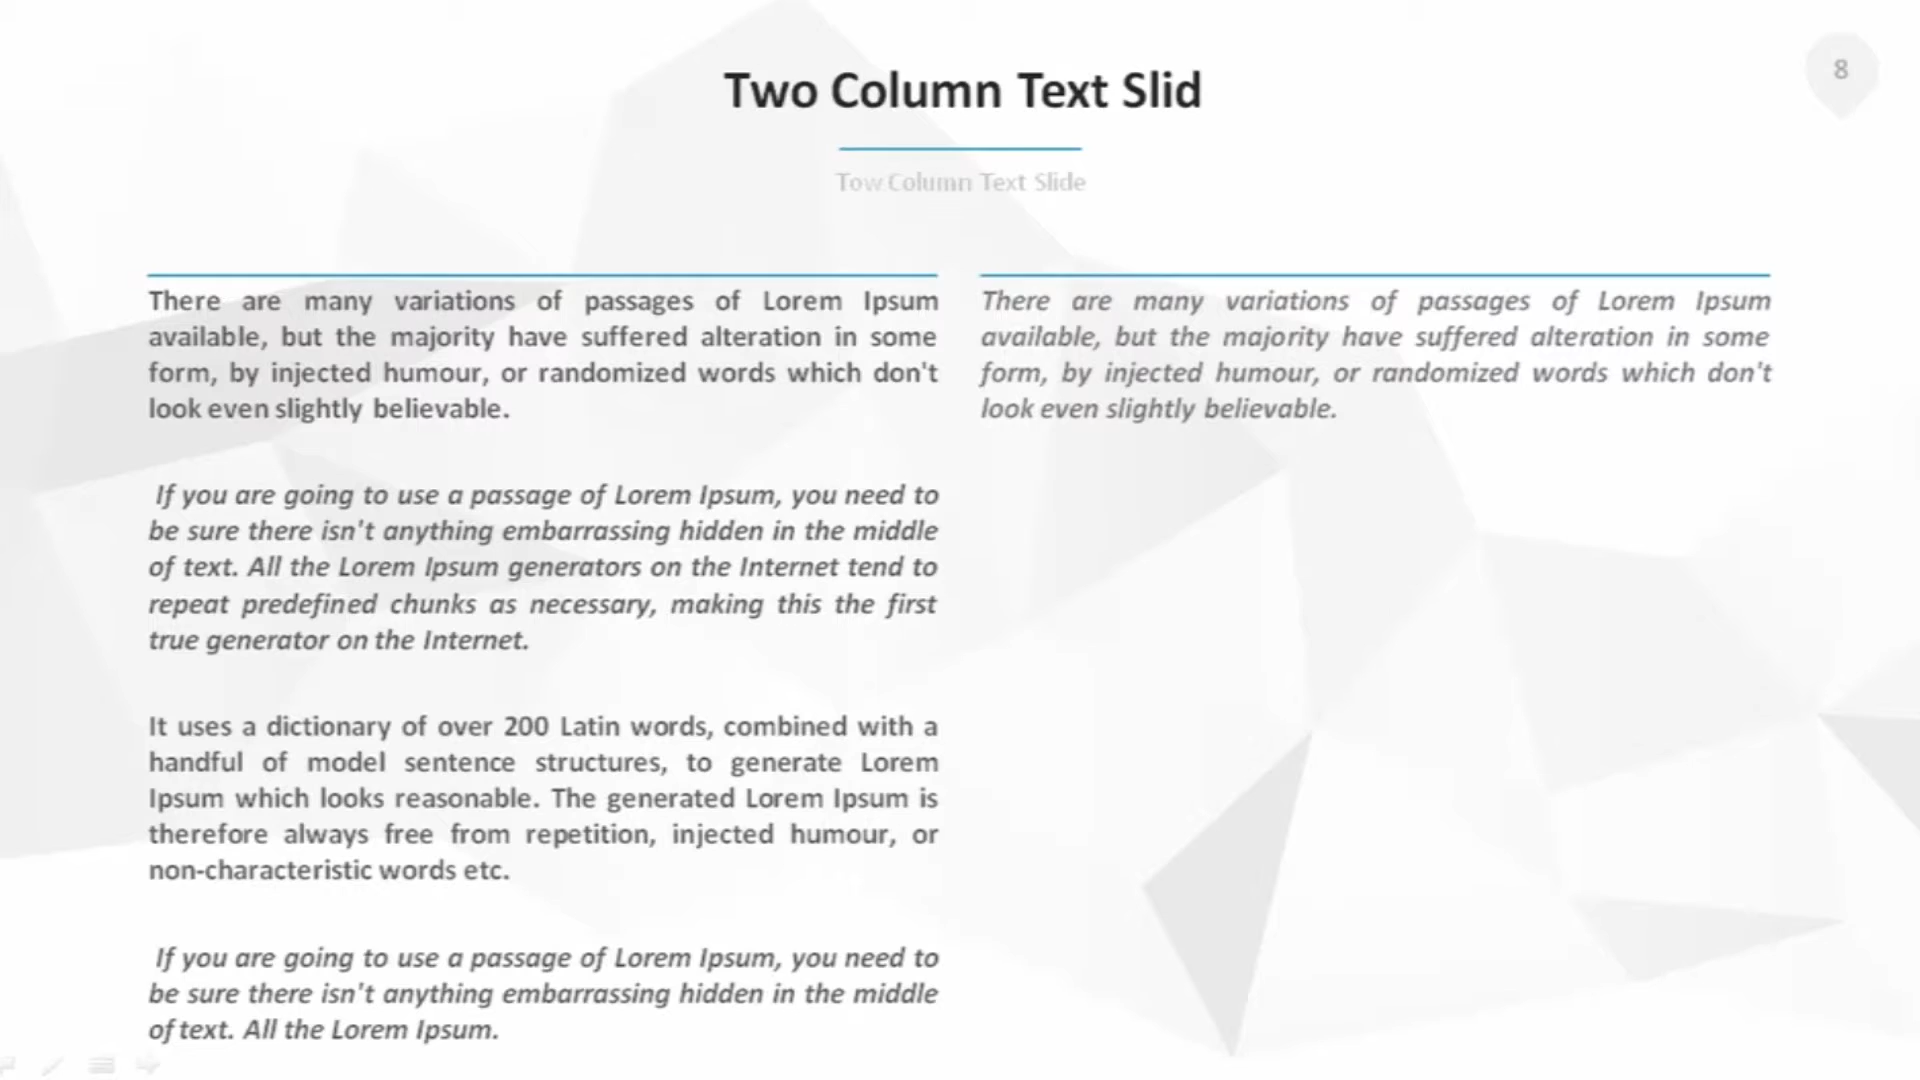 8
Two Column Text Slid
Tow Column Text Slide
There are many variations of passages of Lorem Ipsum
available, but the majority have suffered alteration in some
form, by injected humour, or randomized words which don't
look even slightly believable.
If you are going to use a passage of Lorem Ipsum, you need to
be sure there isn't anything embarrassing hidden in the middle
of text. All the Lorem Ipsum generators on the Internet tend to
repeat predefined chunks as necessary, making this the first
true generator on the Internet.
It uses a dictionary of over 200 Latin words, combined with a
handful of model sentence structures, to generate Lorem
Ipsum which looks reasonable. The generated Lorem Ipsum is
therefore always free from repetition, injected humour, or
non-characteristic words etc.
If you are going to use a passage of Lorem Ipsum, you need to
be sure there isn't anything embarrassing hidden in the middle
of text. All the Lorem Ipsum.
There are many variations of passages of Lorem Ipsum
available, but the majority have suffered alteration in some
form, by injected humour, or randomized words which don't
look even slightly believable.